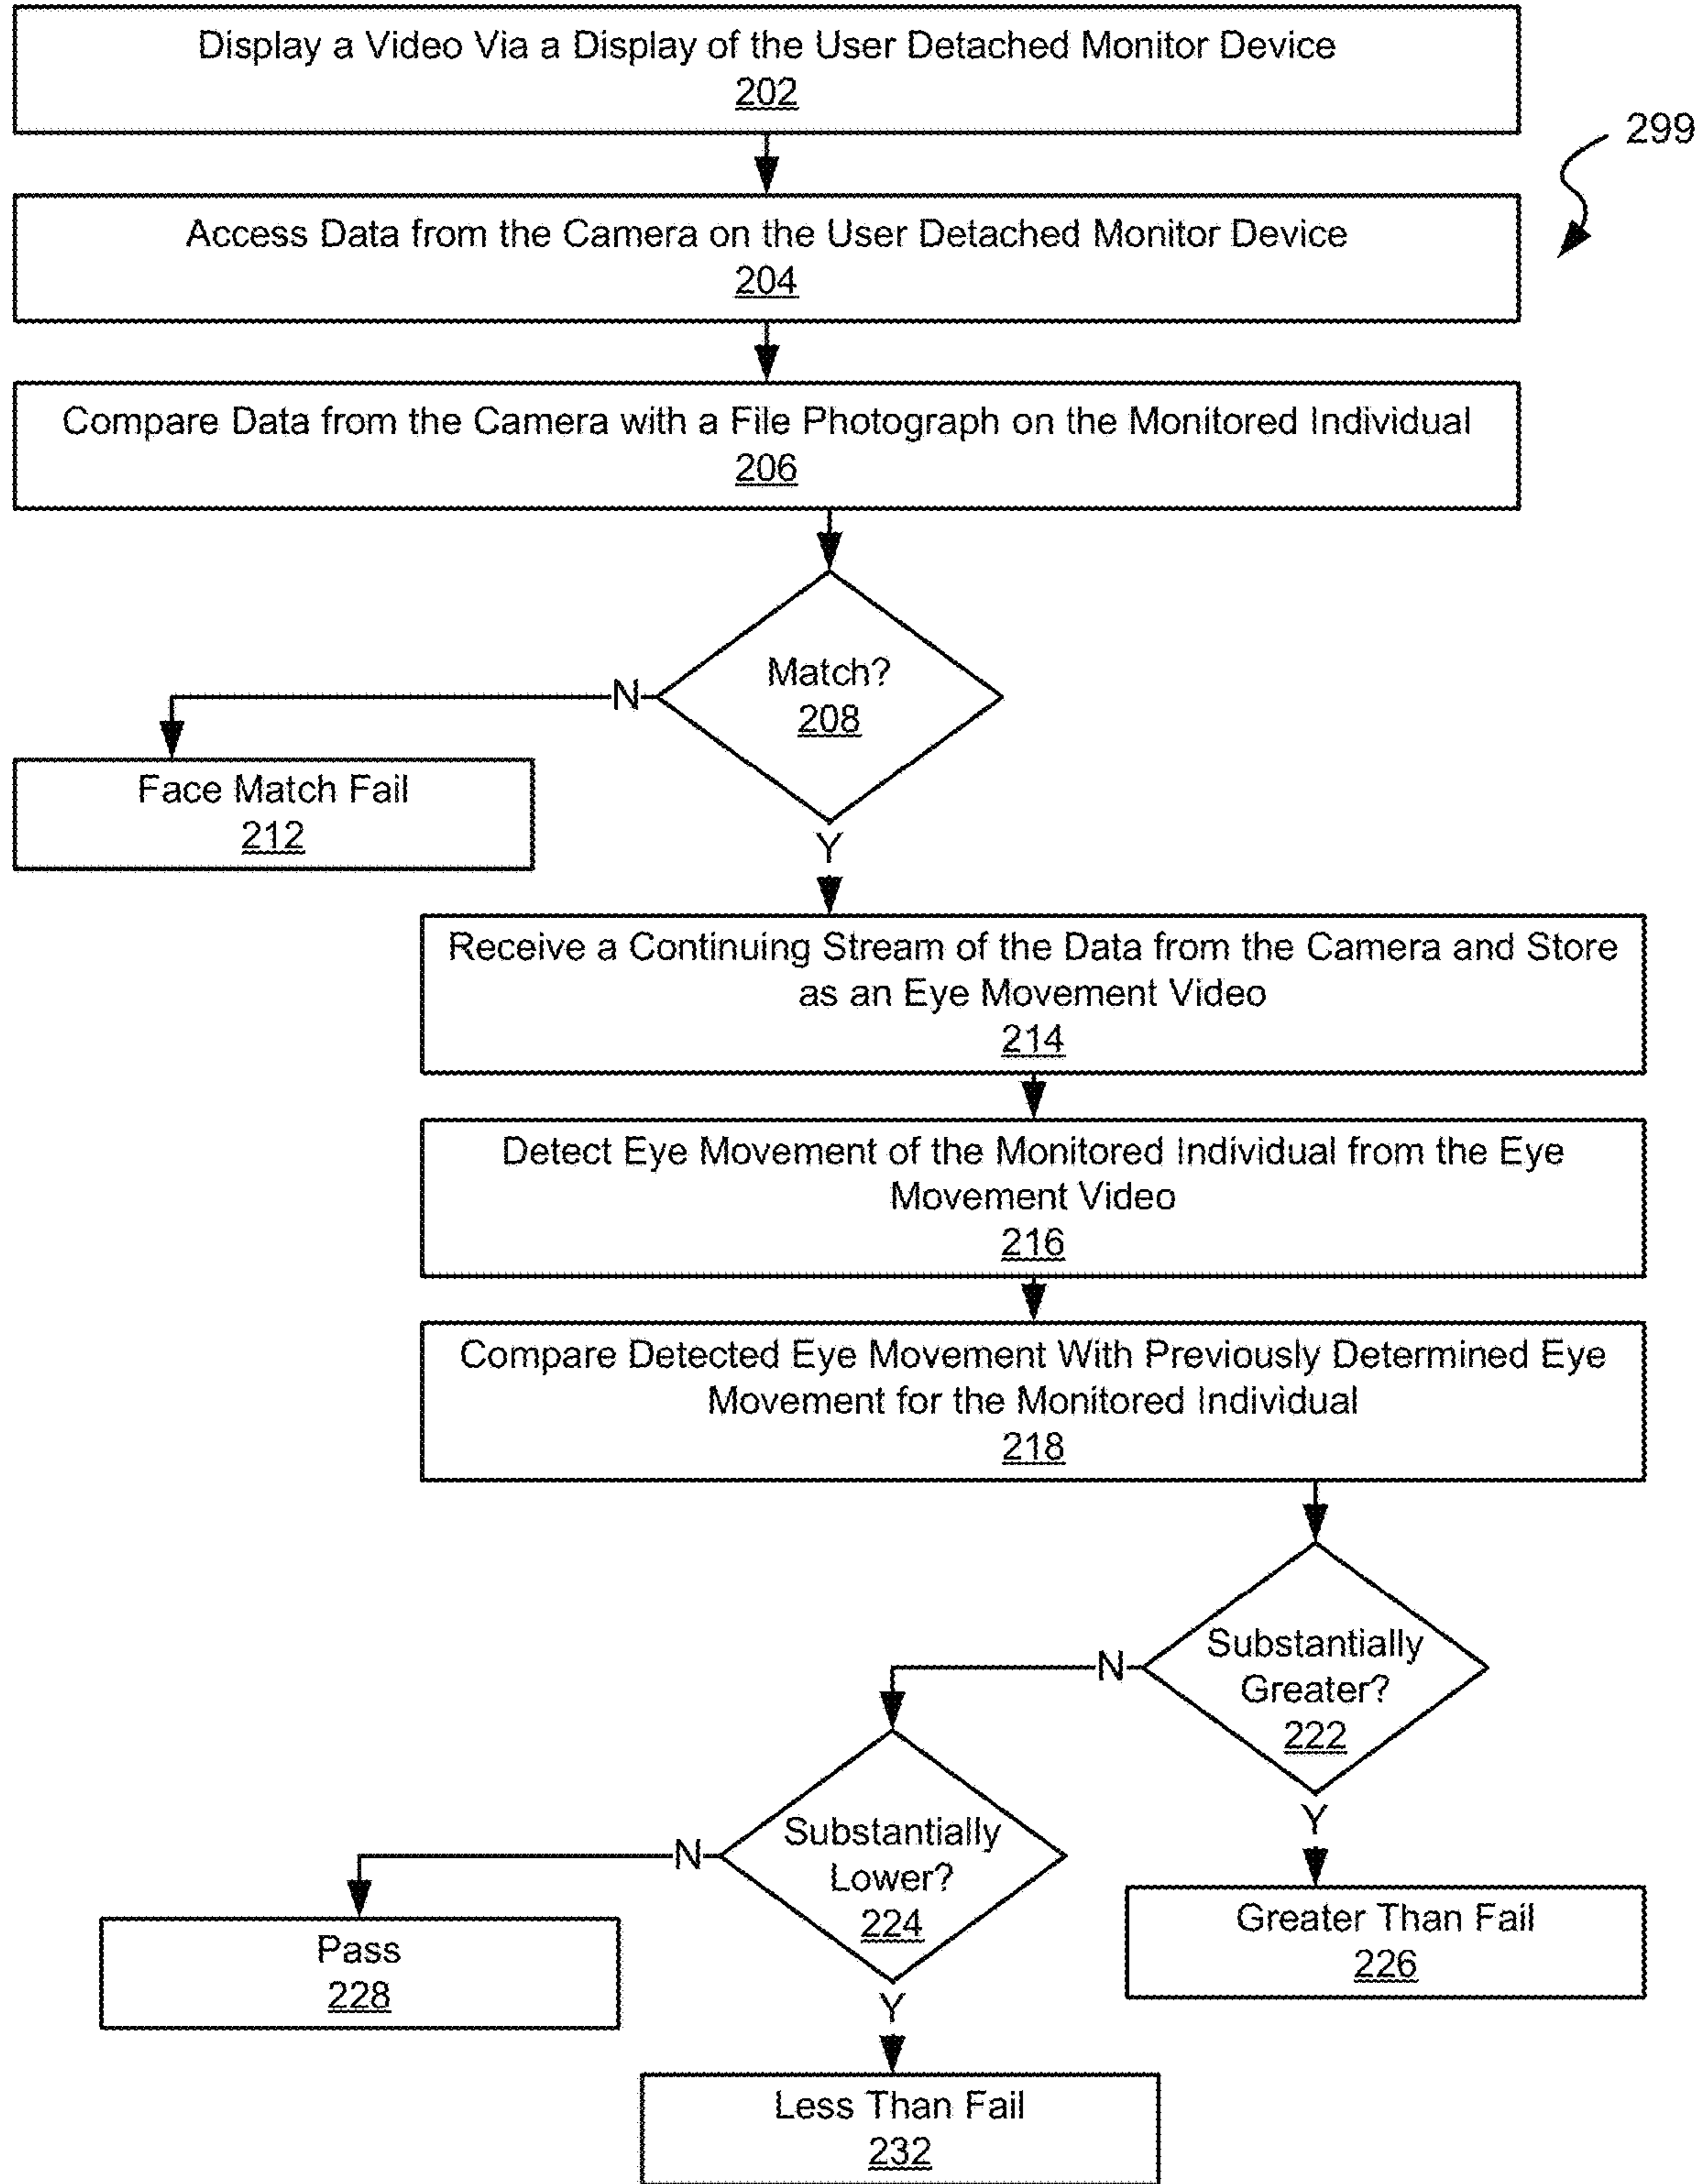 Display a Video Via a Display of the User Detached Monitor Device
202
299
Access Data from the Camera on the User Detached Monitor Device
204
Compare Data from the Camera with a File Photograph on the Monitored Individual
206
Match?
208
N
Face Match Fail
212
Y
Receive a Continuing Stream of the Data from the Camera and Store
as an Eye Movement Video
214
Detect Eye Movement of the Monitored Individual from the Eye
Movement Video
216
Compare Detected Eye Movement With Previously Determined Eye
Movement for the Monitored Individual
218
Substantially
Greater?
222
N
Y
Substantially
Lower?
224
N
Greater Than Fail
226
Pass
228
Y
Less Than Fail
232